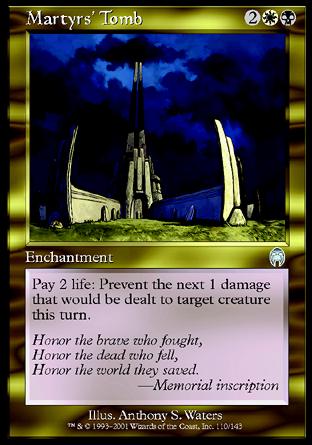 Martyrs' Tomb 2
Enchantment
Pay 2 life: Prevent the next 1 damage
that would be dealt to target creature
this turn.
Honor the brave who fought,
Honor the dead who fell,
Honor the world they saved.
—Memorial inscription
Illus. Anthony S. Waters
™ & © 1993–2001 Wizards of the Coast, Inc. 110/143